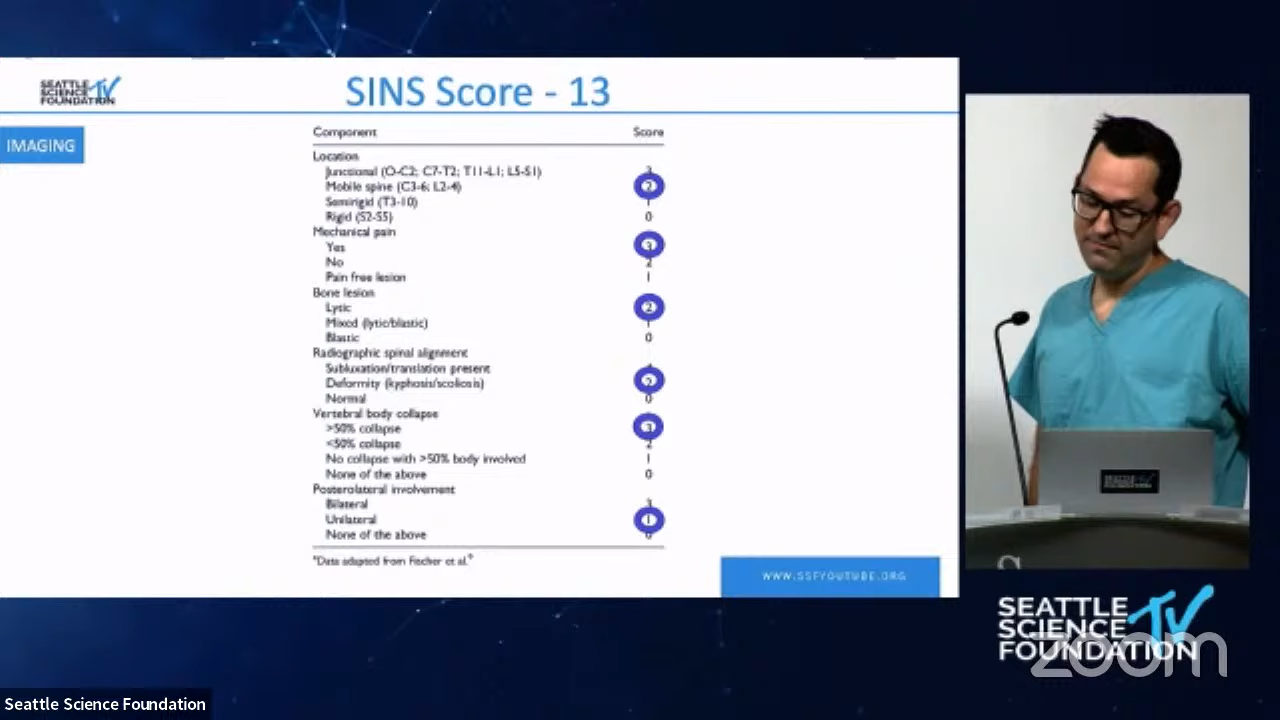 SEATTLE
SCIENCE TV
FOUNDATION
SINS Score - 13
IMAGING
Component Score
Location
Junctional (O-C2; C7-T2; T11-L1; L5-S1) 3
Mobile spine (C3-6; L2-4) 2
Semirigid (T3-10) 1
Rigid (S2-S5) 0
Mechanical pain
Yes 3
No 2
Pain free lesion 1
Bone lesion
Lytic 2
Mixed (lytic/blastic) 1
Blastic 0
Radiographic spinal alignment
Subluxation/translation present 4
Deformity (kyphosis/scoliosis) 2
Normal 0
Vertebral body collapse
>50% collapse 3
<50% collapse 2
No collapse with >50% body involved 1
None of the above 0
Posterolateral involvement
Bilateral 3
Unilateral 1
None of the above 0
Data adapted from Fischer et al.
WWW.SSFYOUTUBE.ORG
SEATTLE
SCIENCE
FOUNDATION
S
SEATTLE
SCIENCE TV
FOUNDATION
zoom
Seattle Science Foundation